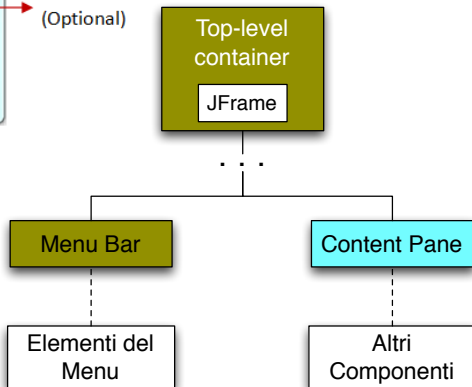 (Optional)
Top-level
container
JFrame
. . .
Menu Bar
Content Pane
Elementi del
Menu
Altri
Componenti